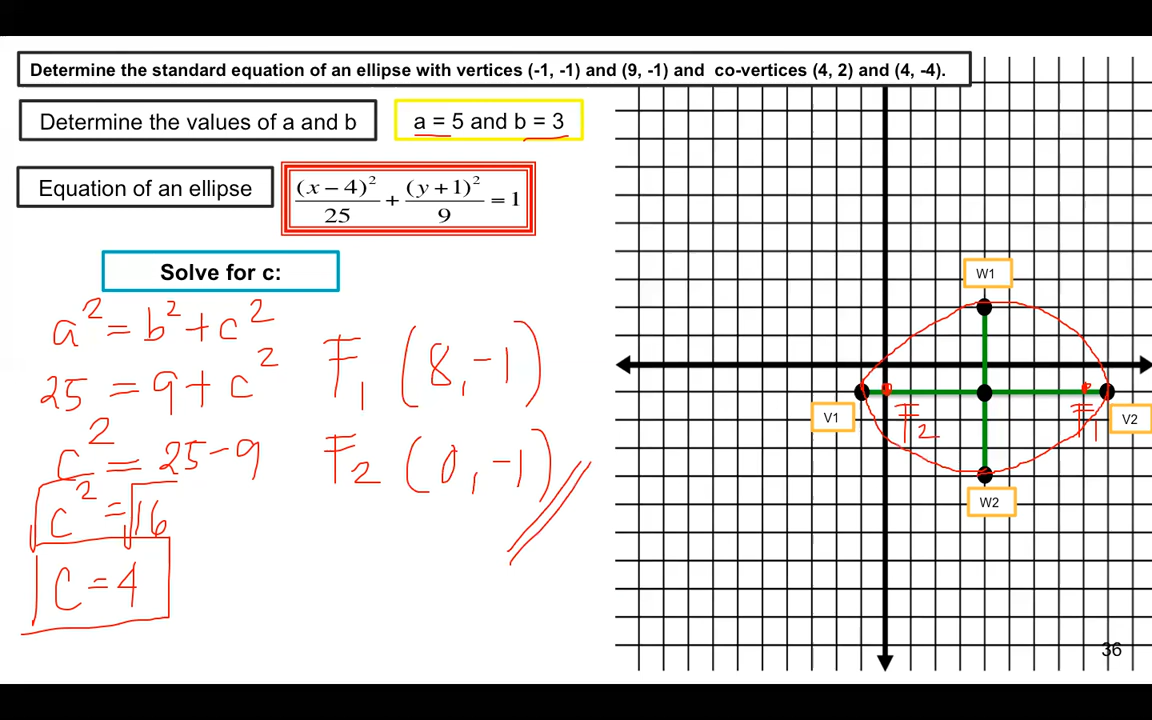 Determine the standard equation of an ellipse with vertices (-1, -1) and (9, -1) and co-vertices (4, 2) and (4, -4).
Determine the values of a and b
a = 5 and b = 3
Equation of an ellipse
(x − 4)²/25 + (y + 1)²/9 = 1
Solve for c:
a² = b² + c²
25 = 9 + c²
c² = 25 − 9
√c² = √16
c = 4
F₁ (8, −1)
F₂ (0, −1)
W1
V1
F₂
F₁
V2
W2
36